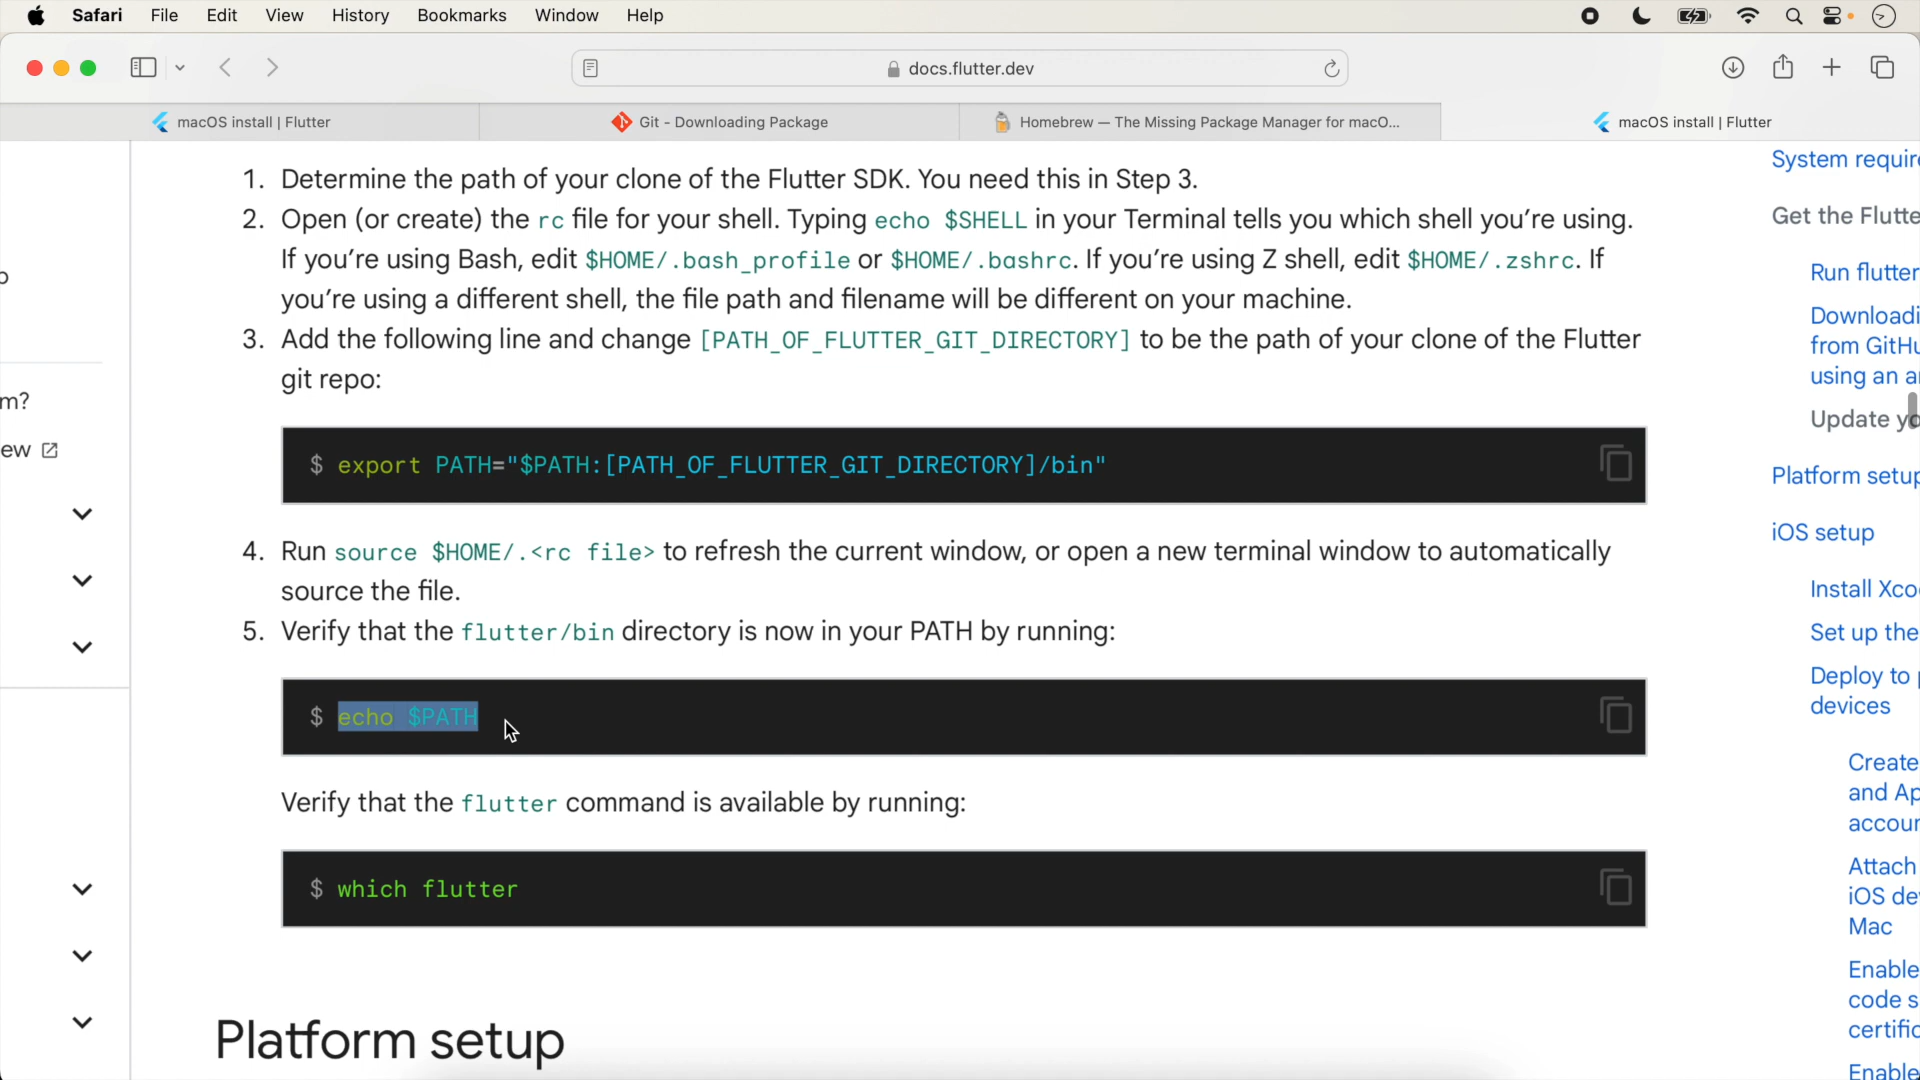 Safari File Edit View History Bookmarks Window Help
docs.flutter.dev
macOS install | Flutter
Git - Downloading Package
Homebrew — The Missing Package Manager for macO...
macOS install | Flutter
m?
ew
1. Determine the path of your clone of the Flutter SDK. You need this in Step 3.
2. Open (or create) the rc file for your shell. Typing echo $SHELL in your Terminal tells you which shell you’re using.
If you’re using Bash, edit $HOME/.bash_profile or $HOME/.bashrc. If you’re using Z shell, edit $HOME/.zshrc. If
you’re using a different shell, the file path and filename will be different on your machine.
3. Add the following line and change [PATH_OF_FLUTTER_GIT_DIRECTORY] to be the path of your clone of the Flutter
git repo:
$ export PATH="$PATH:[PATH_OF_FLUTTER_GIT_DIRECTORY]/bin"
4. Run source $HOME/.<rc file> to refresh the current window, or open a new terminal window to automatically
source the file.
5. Verify that the flutter/bin directory is now in your PATH by running:
$ echo $PATH
Verify that the flutter command is available by running:
$ which flutter
Platform setup
System require
Get the Flutte
Run flutter
Downloadi
from GitHu
using an a
Update yo
Platform setup
iOS setup
Install Xco
Set up the
Deploy to
devices
Create
and Ap
accour
Attach
iOS de
Mac
Enable
code s
certific
Enable